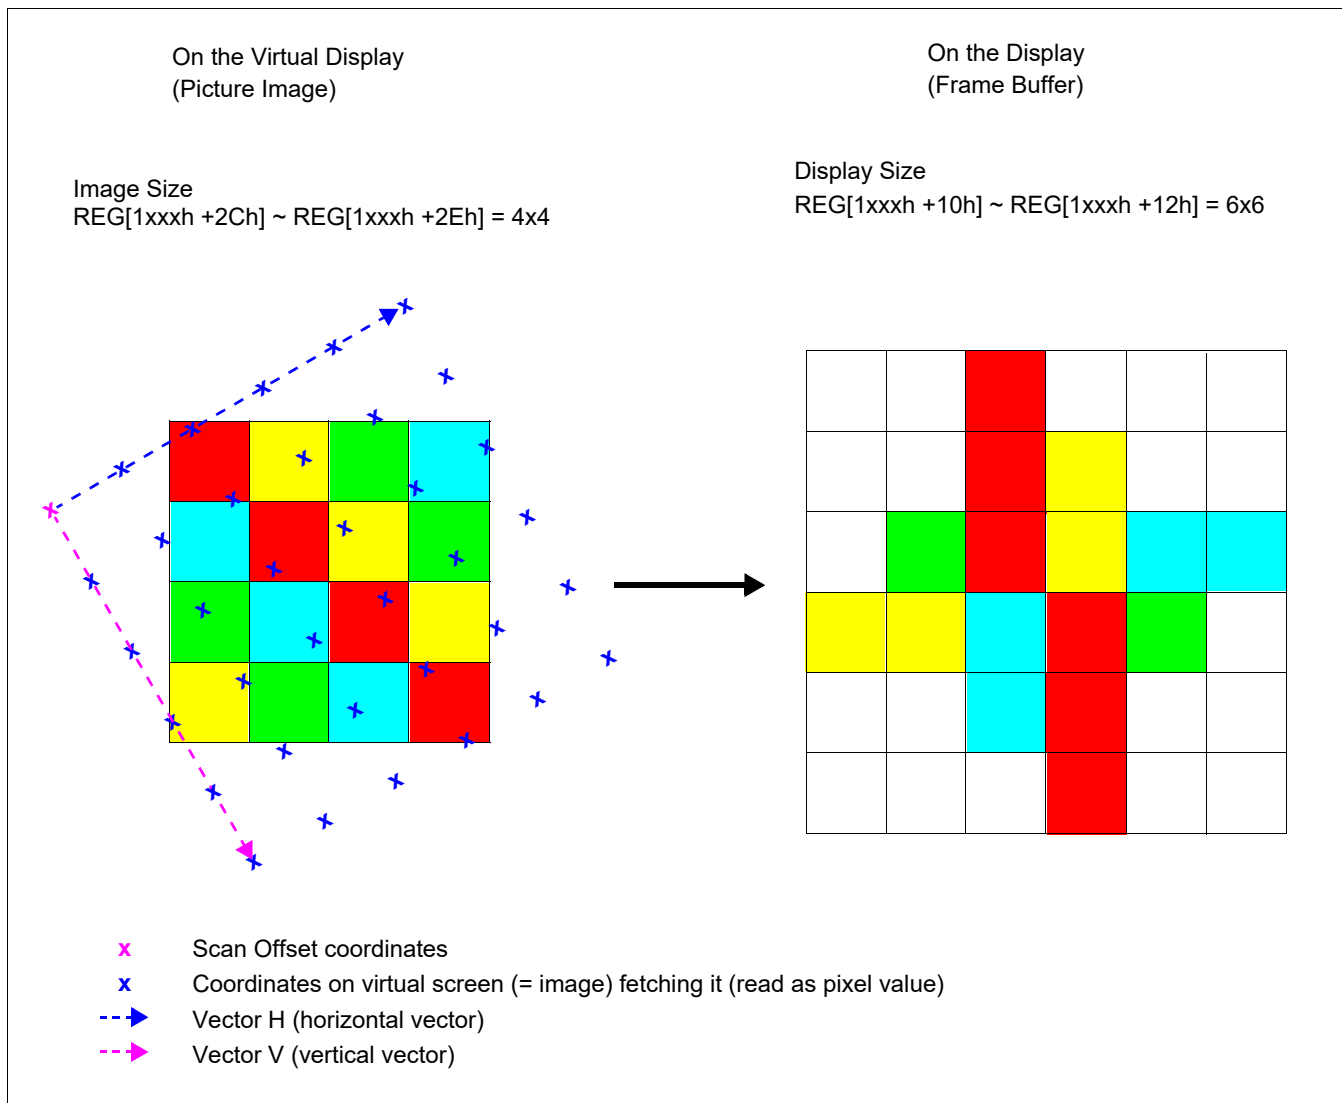 On the Virtual Display
(Picture Image)
On the Display
(Frame Buffer)
Image Size
REG[1xxxh +2Ch] ~ REG[1xxxh +2Eh] = 4x4
Display Size
REG[1xxxh +10h] ~ REG[1xxxh +12h] = 6x6
x Scan Offset coordinates
x Coordinates on virtual screen (= image) fetching it (read as pixel value)
Vector H (horizontal vector)
Vector V (vertical vector)